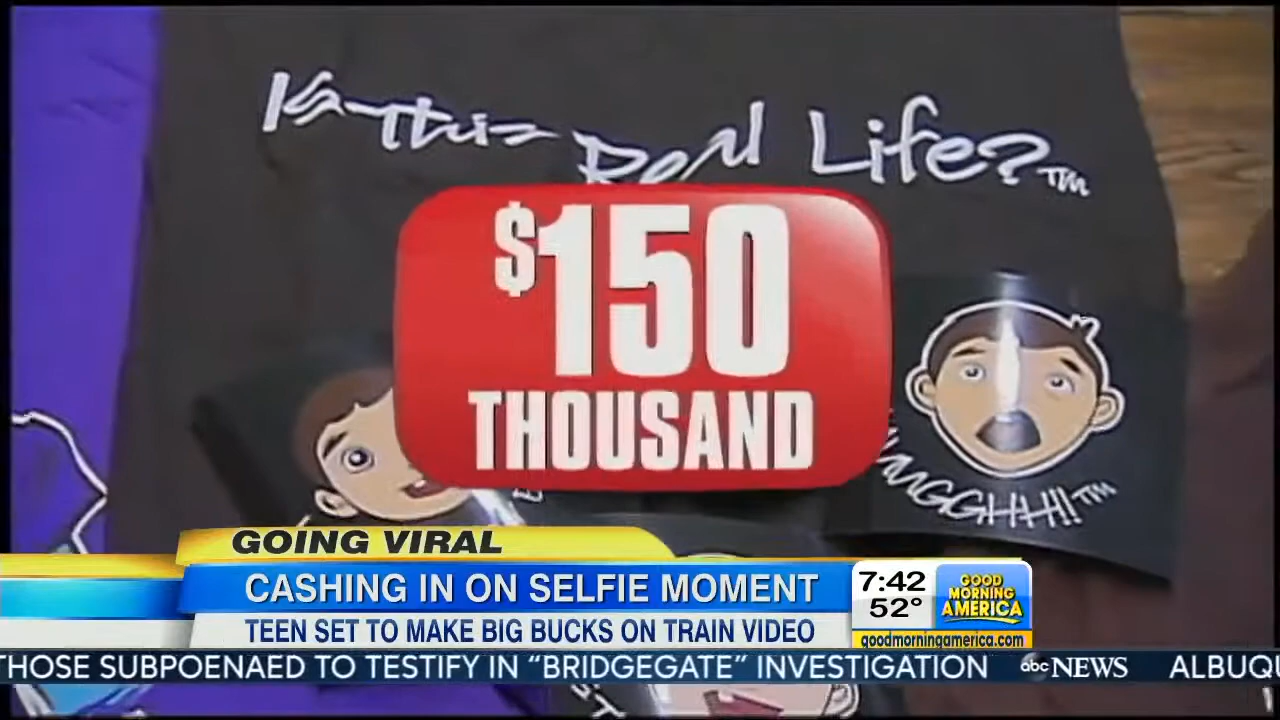 Is This Real Life?™
$150
THOUSAND
GGHH!!™
GOING VIRAL
CASHING IN ON SELFIE MOMENT
TEEN SET TO MAKE BIG BUCKS ON TRAIN VIDEO
7:42
52°
GOOD
MORNING
AMERICA
goodmorningamerica.com
THOSE SUBPOENAED TO TESTIFY IN “BRIDGEGATE” INVESTIGATION abc NEWS ALBUQU